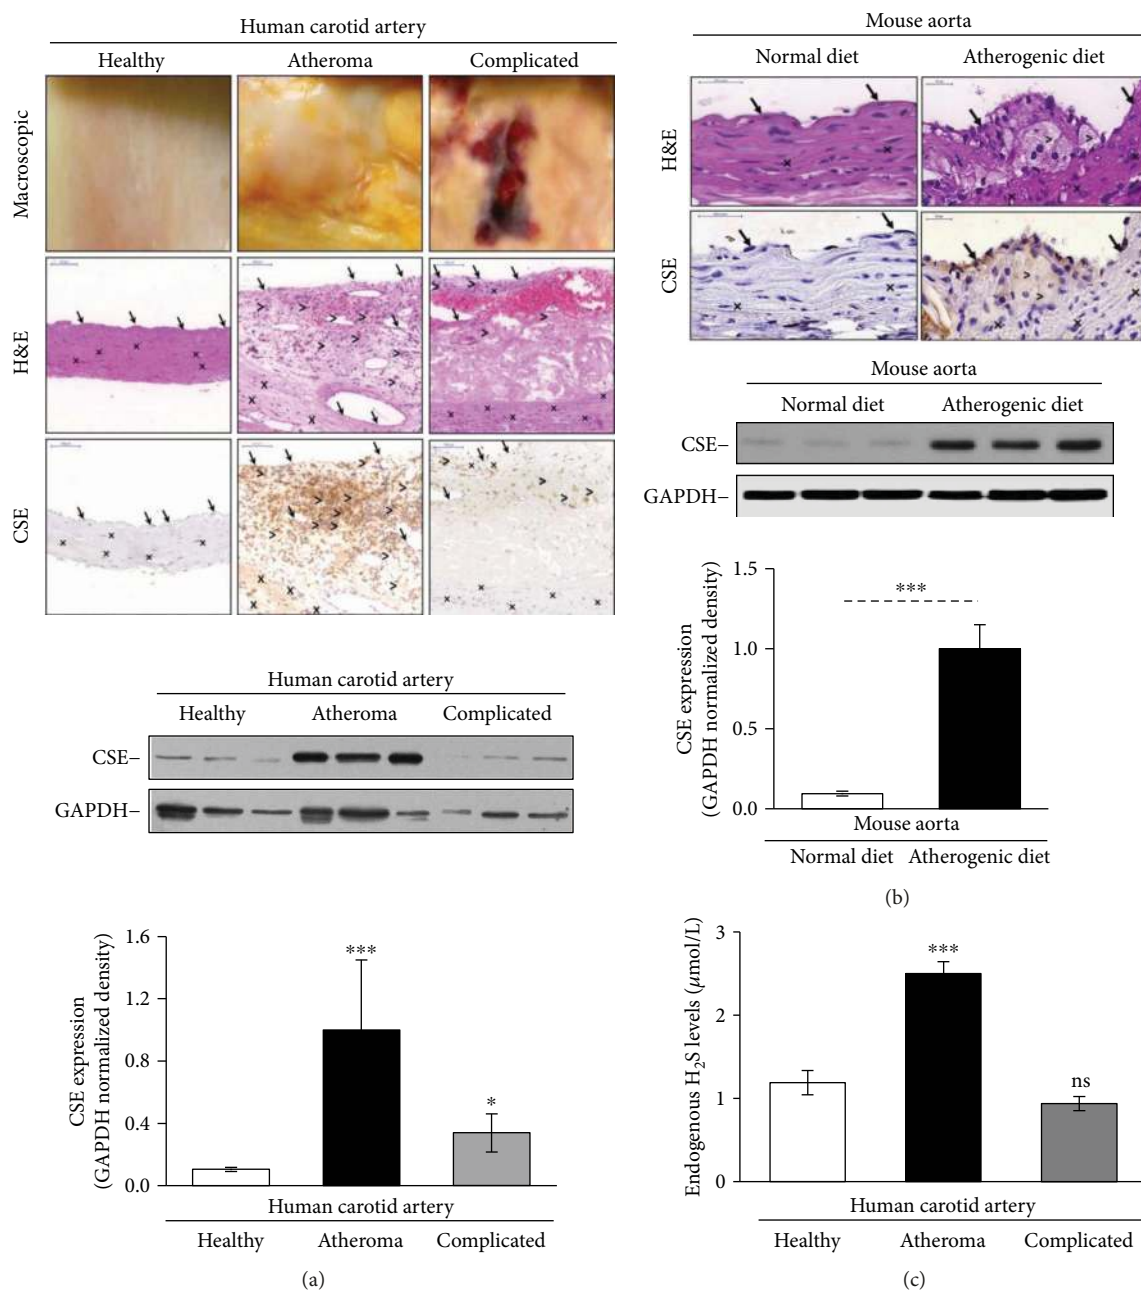 Human carotid artery
Healthy Atheroma Complicated
Macroscopic
H&E
CSE
Human carotid artery
Healthy Atheroma Complicated
CSE–
GAPDH–
1.6
1.2
0.8
0.4
0.0
CSE expression
(GAPDH normalized density)
***
*
Human carotid artery
Healthy Atheroma Complicated
(a)
Mouse aorta
Normal diet Atherogenic diet
H&E
CSE
Mouse aorta
Normal diet Atherogenic diet
CSE–
GAPDH–
1.5
1.0
0.5
0.0
CSE expression
(GAPDH normalized density)
***
Mouse aorta
Normal diet Atherogenic diet
(b)
3
2
1
0
Endogenous H₂S levels (μmol/L)
***
ns
Human carotid artery
Healthy Atheroma Complicated
(c)